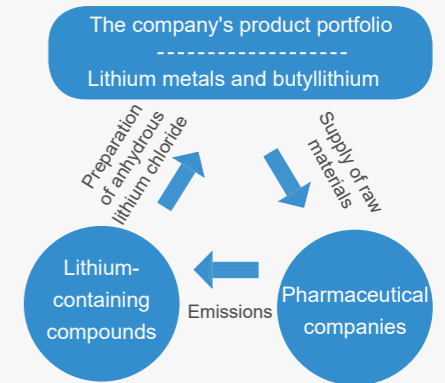 The company's product portfolio
--------------------
Lithium metals and butyllithium
Preparation
of anhydrous
lithium chloride
Supply of raw
materials
Lithium-
containing
compounds
Emissions
Pharmaceutical
companies